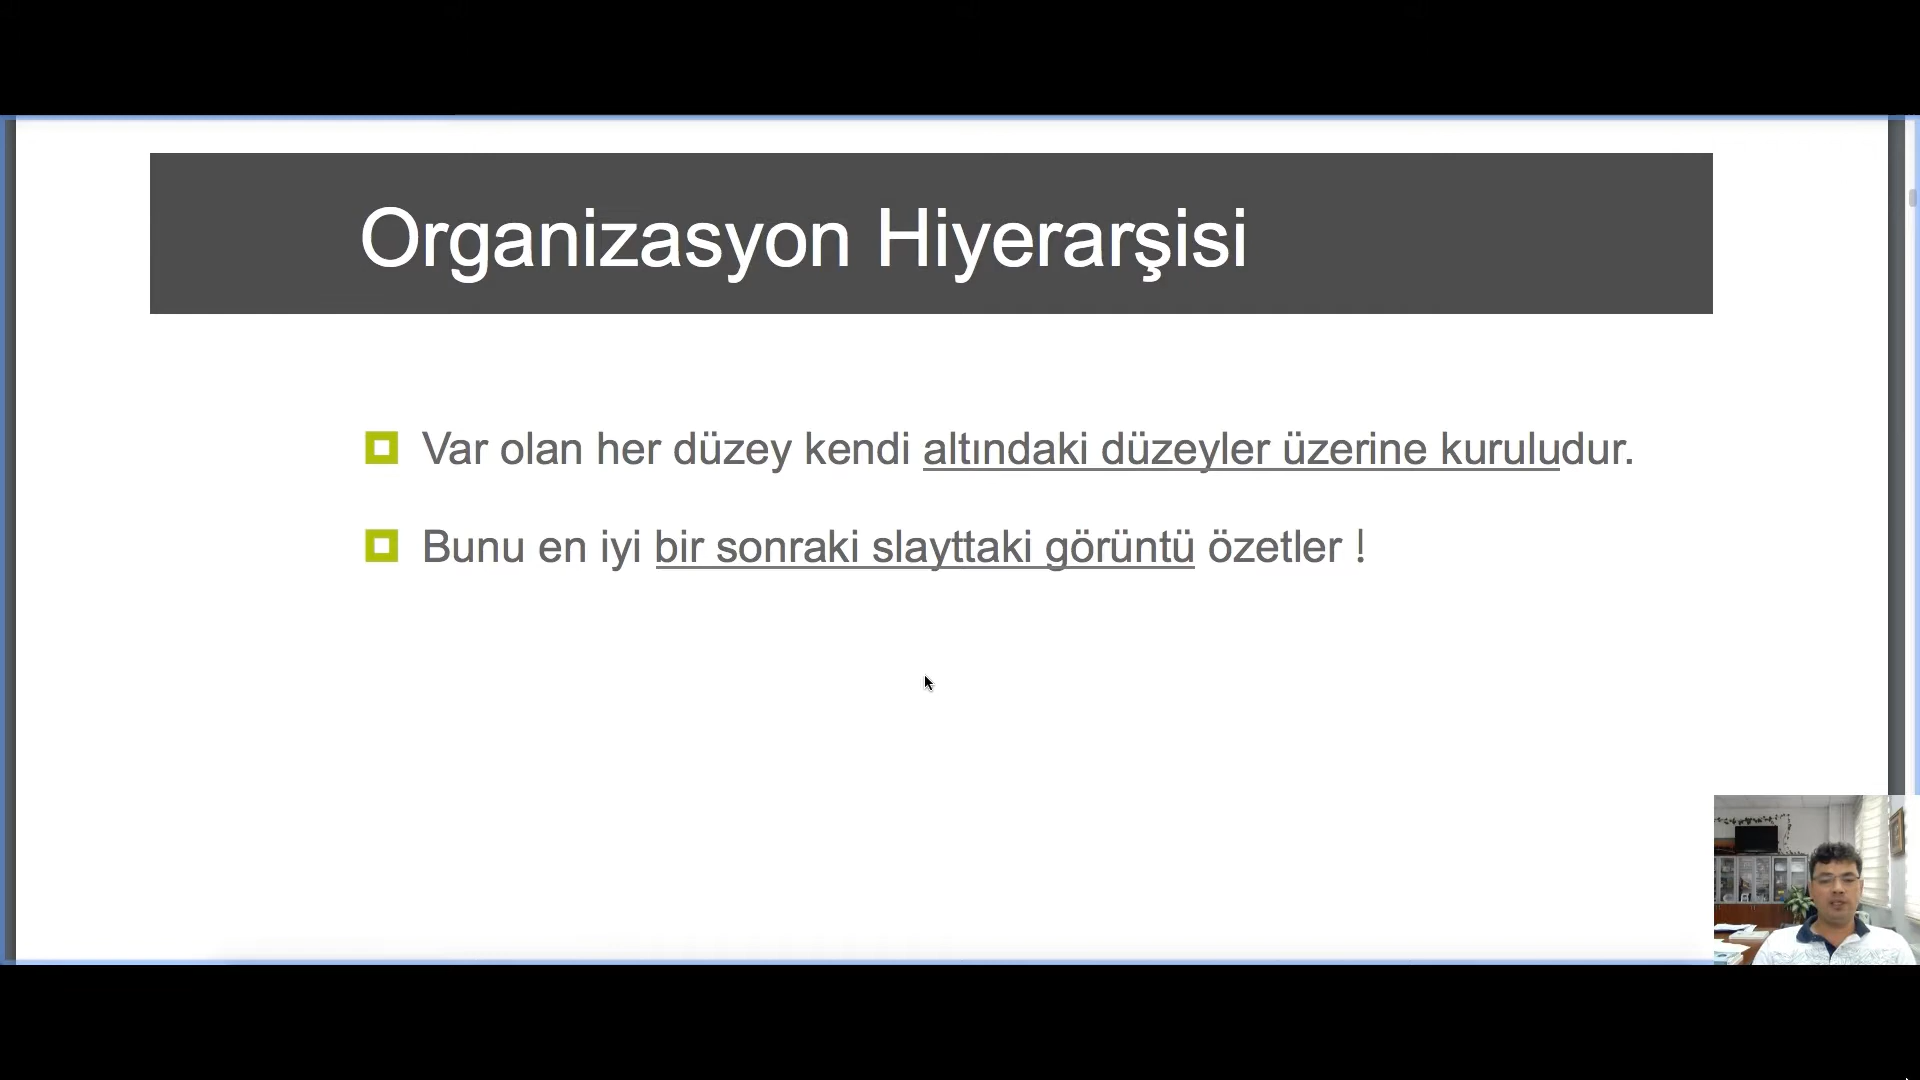 Organizasyon Hiyerarşisi
Var olan her düzey kendi altındaki düzeyler üzerine kuruludur.
Bunu en iyi bir sonraki slayttaki görüntü özetler !